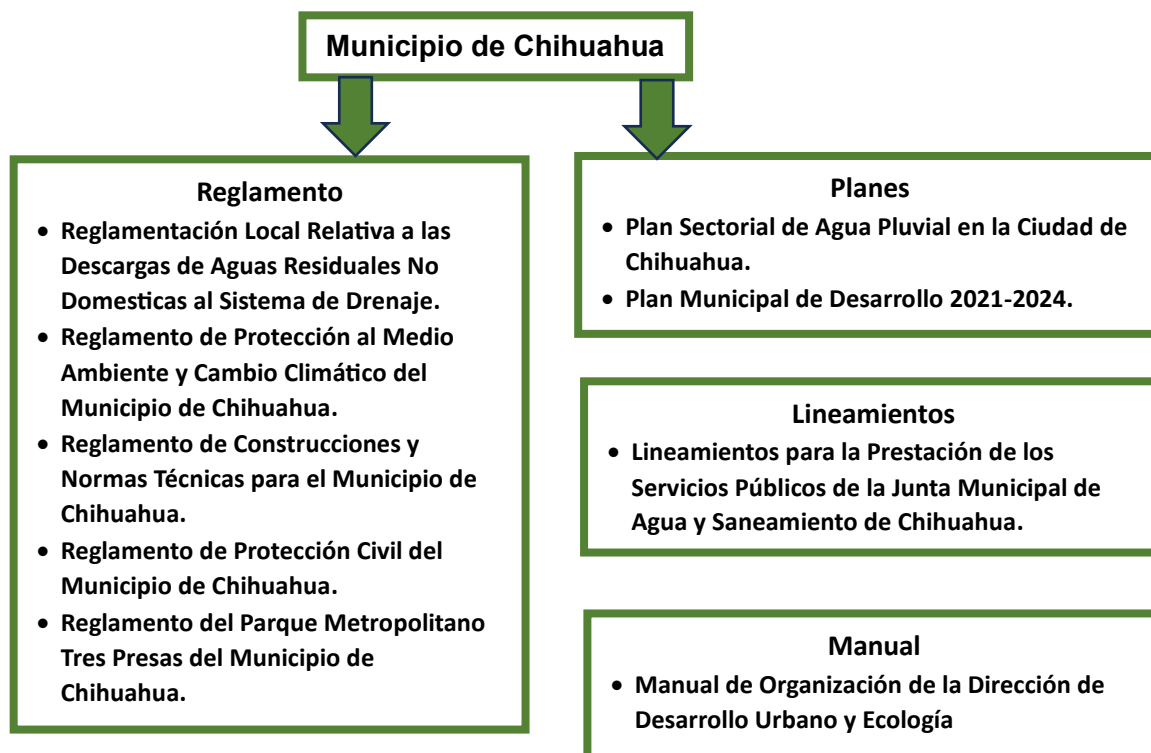 Municipio de Chihuahua
Reglamento
• Reglamentación Local Relativa a las
Descargas de Aguas Residuales No
Domesticas al Sistema de Drenaje.
• Reglamento de Protección al Medio
Ambiente y Cambio Climático del
Municipio de Chihuahua.
• Reglamento de Construcciones y
Normas Técnicas para el Municipio de
Chihuahua.
• Reglamento de Protección Civil del
Municipio de Chihuahua.
• Reglamento del Parque Metropolitano
Tres Presas del Municipio de
Chihuahua.
Planes
• Plan Sectorial de Agua Pluvial en la Ciudad de
Chihuahua.
• Plan Municipal de Desarrollo 2021-2024.
Lineamientos
• Lineamientos para la Prestación de los
Servicios Públicos de la Junta Municipal de
Agua y Saneamiento de Chihuahua.
Manual
• Manual de Organización de la Dirección de
Desarrollo Urbano y Ecología